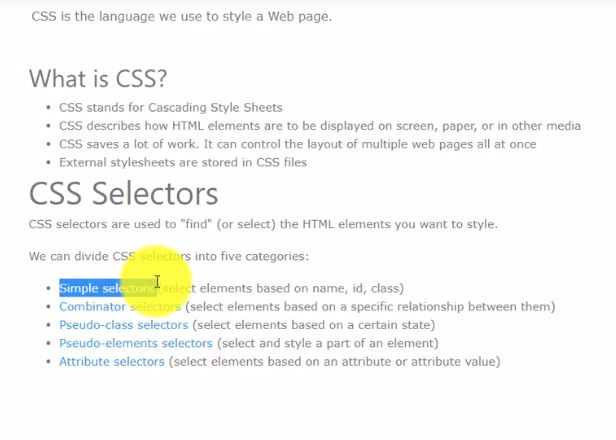 CSS is the language we use to style a Web page.
What is CSS?
• CSS stands for Cascading Style Sheets
• CSS describes how HTML elements are to be displayed on screen, paper, or in other media
• CSS saves a lot of work. It can control the layout of multiple web pages all at once
• External stylesheets are stored in CSS files
CSS Selectors
CSS selectors are used to "find" (or select) the HTML elements you want to style.
We can divide CSS selectors into five categories:
• Simple selectors (select elements based on name, id, class)
• Combinator selectors (select elements based on a specific relationship between them)
• Pseudo-class selectors (select elements based on a certain state)
• Pseudo-elements selectors (select and style a part of an element)
• Attribute selectors (select elements based on an attribute or attribute value)